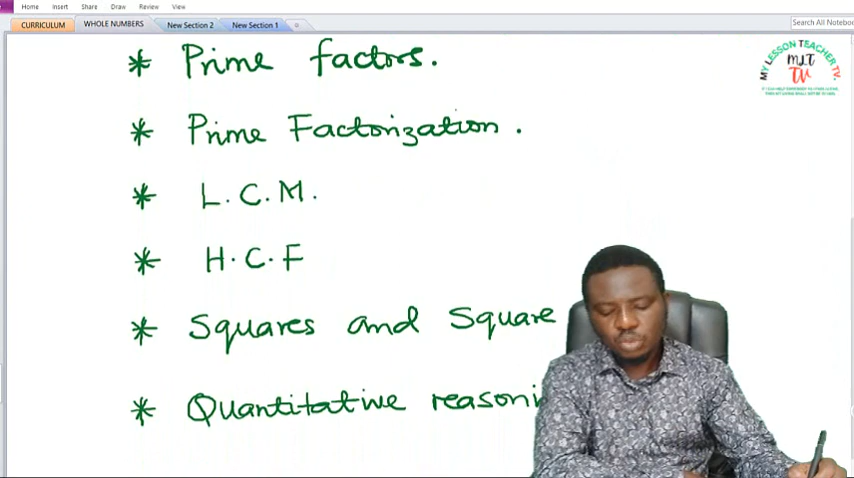 Home Insert Share Draw Review View
CURRICULUM WHOLE NUMBERS New Section 2 New Section 1
Search All Notebo
MY LESSON TEACHER TV.
M.L.T
TV
* Prime factors.
* Prime Factorization.
* L.C.M.
* H.C.F
* Squares and Square
* Quantitative reasoni